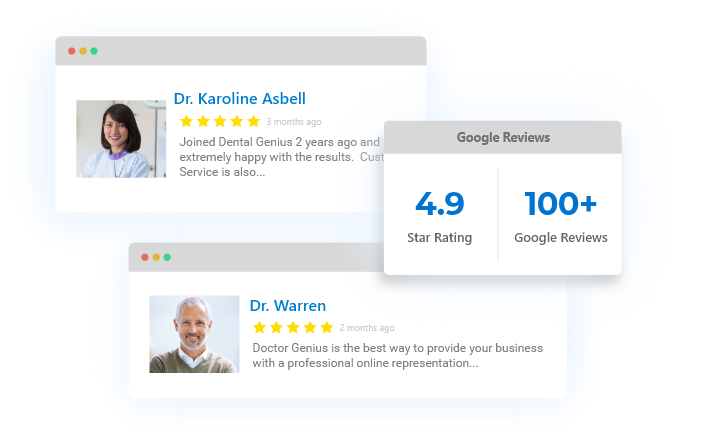 Dr. Karoline Asbell
3 months ago
Joined Dental Genius 2 years ago and
extremely happy with the results. Cust
Service is also...
Google Reviews
4.9
100+
Star Rating
Google Reviews
Dr. Warren
2 months ago
Doctor Genius is the best way to provide your business
with a professional online representation...